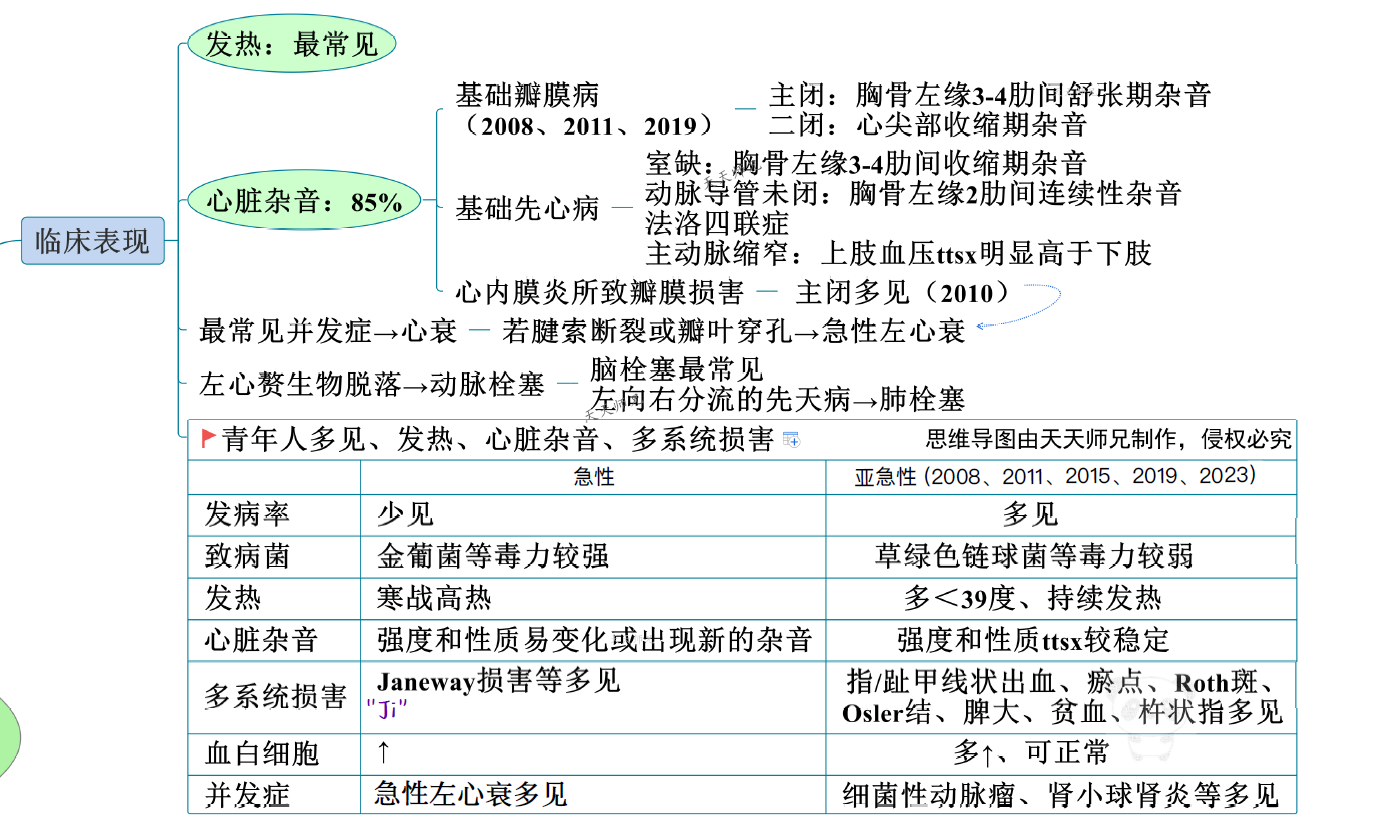 发热：最常见
基础瓣膜病
（2008、2011、2019）
主闭：胸骨左缘3-4肋间舒张期杂音
二闭：心尖部收缩期杂音
心脏杂音：85%
基础先心病
室缺：胸骨左缘3-4肋间收缩期杂音
动脉导管未闭：胸骨左缘2肋间连续性杂音
法洛四联症
主动脉缩窄：上肢血压ttsx明显高于下肢
临床表现
心内膜炎所致瓣膜损害
主闭多见（2010）
最常见并发症→心衰
若腱索断裂或瓣叶穿孔→急性左心衰
左心赘生物脱落→动脉栓塞
脑栓塞最常见
左向右分流的先天病→肺栓塞
青年人多见、发热、心脏杂音、多系统损害
思维导图由天天师兄制作，侵权必究
急性
亚急性 (2008、2011、2015、2019、2023)
发病率
少见
多见
致病菌
金葡菌等毒力较强
草绿色链球菌等毒力较弱
发热
寒战高热
多＜39度、持续发热
心脏杂音
强度和性质易变化或出现新的杂音
强度和性质ttsx较稳定
多系统损害
Janeway损害等多见
"Ji"
指/趾甲线状出血、瘀点、Roth斑、
Osler结、脾大、贫血、杵状指多见
血白细胞
↑
多↑、可正常
并发症
急性左心衰多见
细菌性动脉瘤、肾小球肾炎等多见